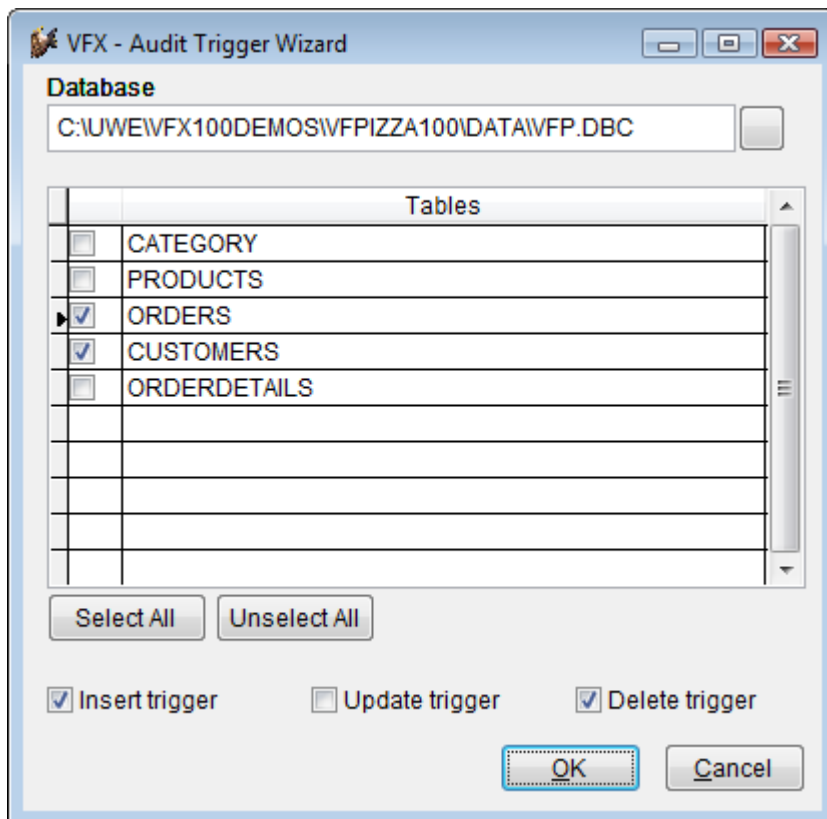 VFX - Audit Trigger Wizard
Database
C:\UWE\VFX100DEMOS\VFPIZZA100\DATA\VFP.DBC
Tables
CATEGORY
PRODUCTS
ORDERS
CUSTOMERS
ORDERDETAILS
Select All Unselect All
Insert trigger Update trigger Delete trigger
OK Cancel